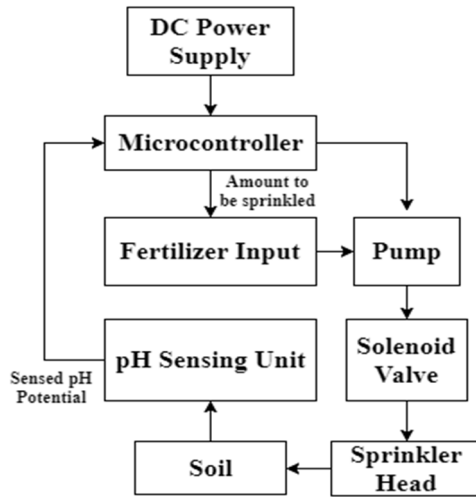 DC Power
Supply
Microcontroller
Amount to
be sprinkled
Fertilizer Input
Pump
pH Sensing Unit
Solenoid
Valve
Sensed pH
Potential
Soil
Sprinkler
Head